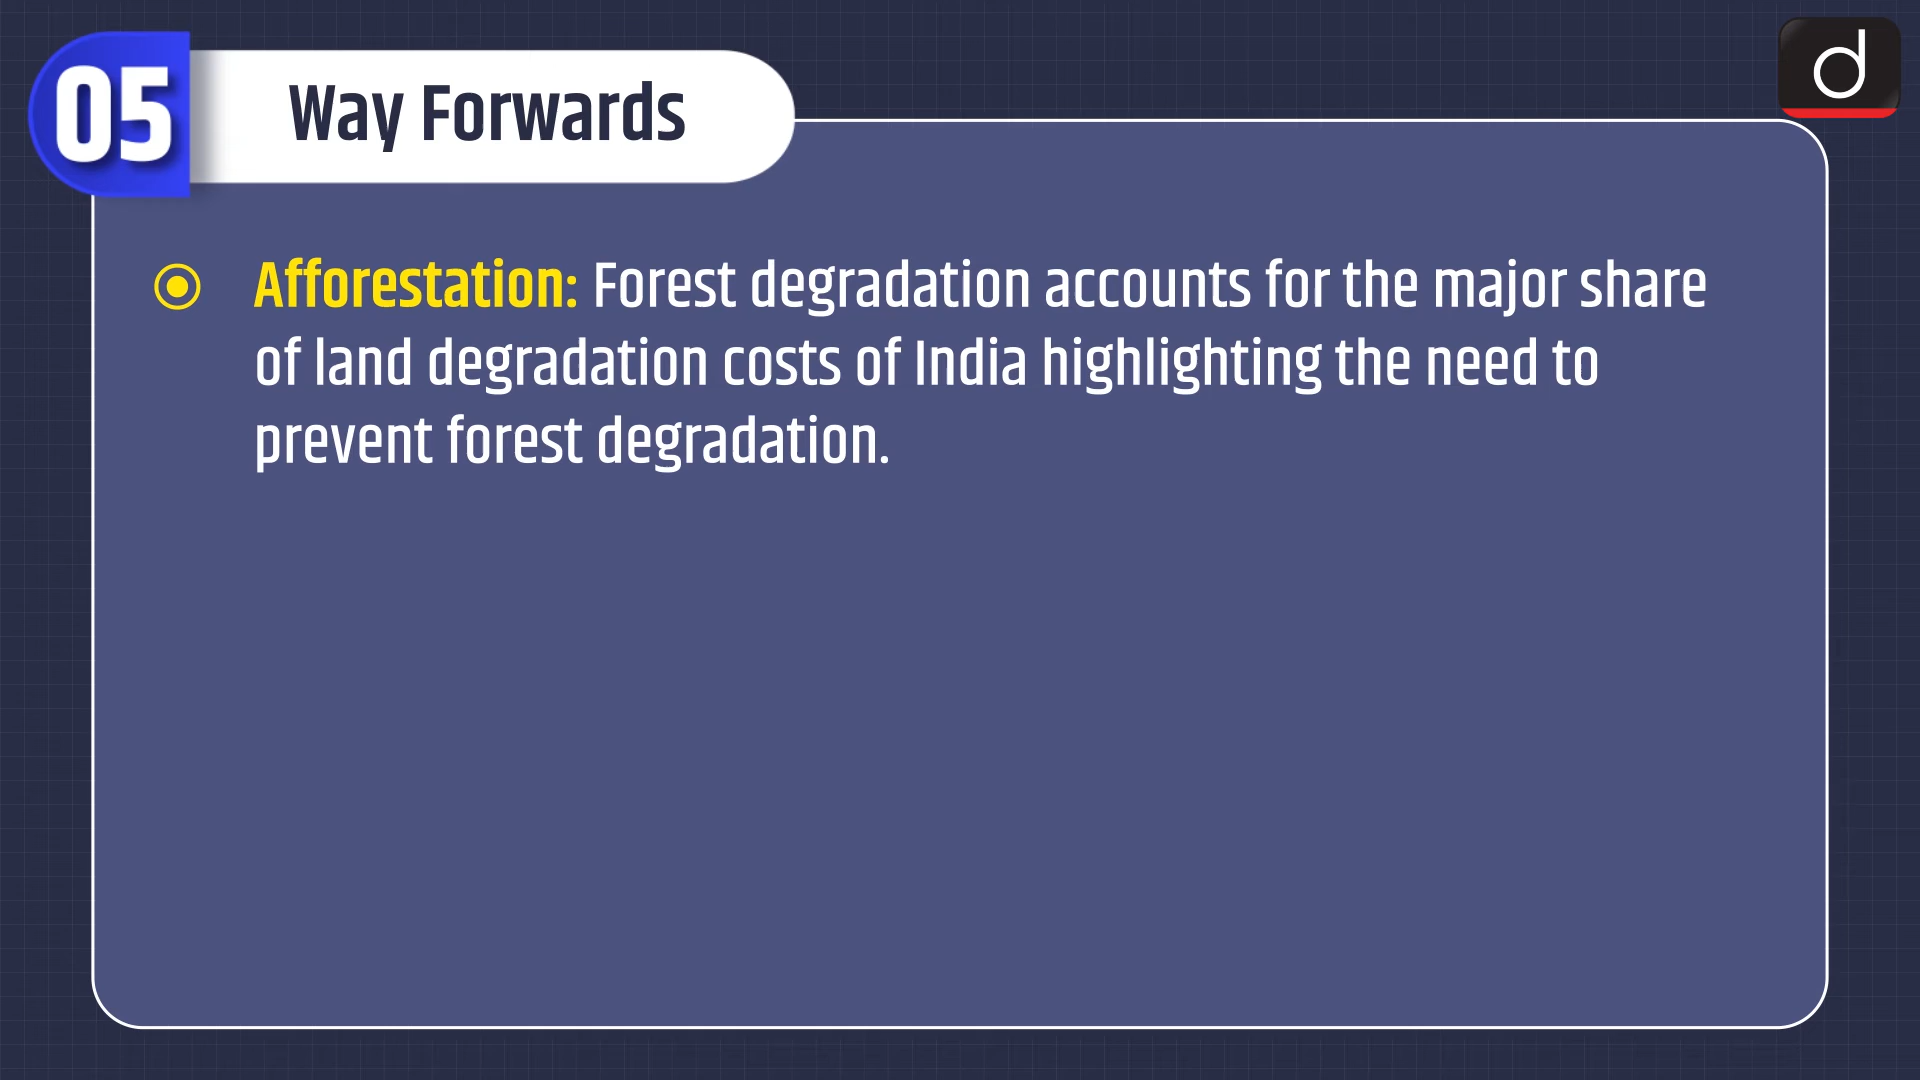 05
Way Forwards
d
Afforestation: Forest degradation accounts for the major share
of land degradation costs of India highlighting the need to
prevent forest degradation.